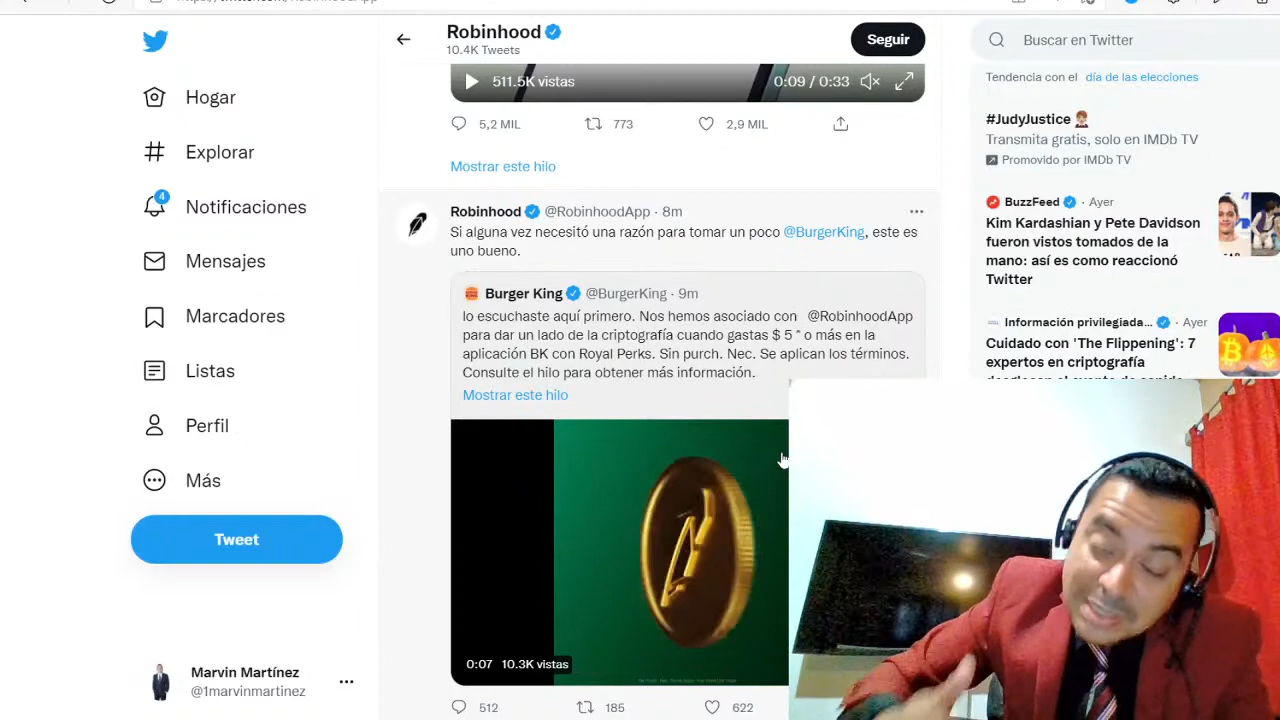 Robinhood
10.4K Tweets
Seguir
Buscar en Twitter
Hogar
Explorar
4
Notificaciones
Mensajes
Marcadores
Listas
Perfil
Más
Tweet
Marvin Martínez
@1marvinmartinez
511.5K vistas
0:09 / 0:33
5,2 MIL
773
2,9 MIL
Mostrar este hilo
Robinhood @RobinhoodApp · 8m
Si alguna vez necesitó una razón para tomar un poco @BurgerKing, este es
uno bueno.
Burger King @BurgerKing · 9m
lo escuchaste aquí primero. Nos hemos asociado con @RobinhoodApp
para dar un lado de la criptografía cuando gastas $ 5 * o más en la
aplicación BK con Royal Perks. Sin purch. Nec. Se aplican los términos.
Consulte el hilo para obtener más información.
Mostrar este hilo
0:07 10.3K vistas
512
185
622
Tendencia con el día de las elecciones
#JudyJustice
Transmita gratis, solo en IMDb TV
Promovido por IMDb TV
BuzzFeed · Ayer
Kim Kardashian y Pete Davidson
fueron vistos tomados de la
mano: así es como reaccionó
Twitter
Información privilegiada... · Ayer
Cuidado con 'The Flippening': 7
expertos en criptografía